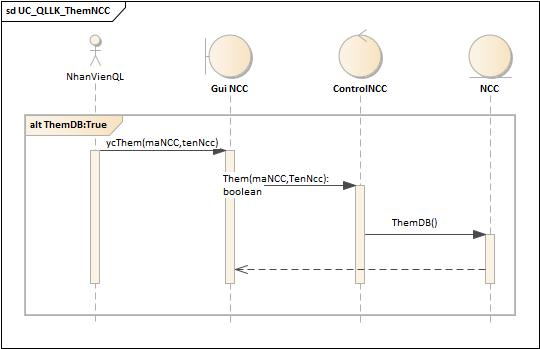 sd UC_QLLK_ThemNCC
NhanVienQL
Gui NCC
ControlNCC
NCC
alt ThemDB:True
ycThem(maNCC,tenNcc)
Them(maNCC,TenNcc):
boolean
ThemDB()